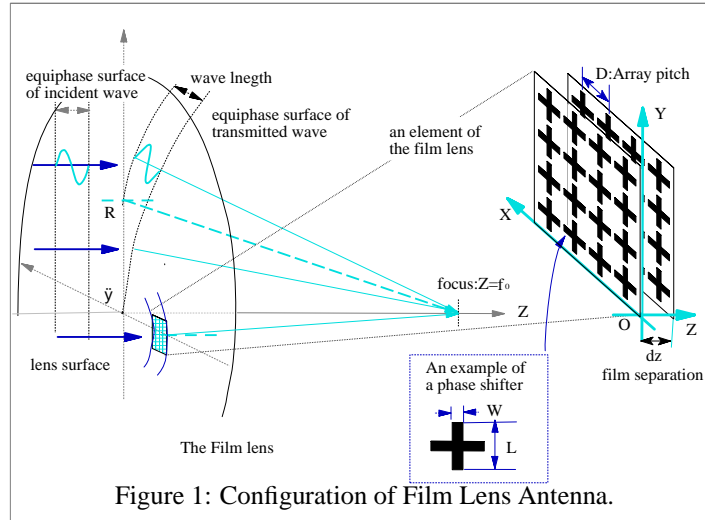 equiphase surface
of incident wave
wave lngength
equiphase surface of
transmitted wave
an element of
the film lens
D:Array pitch
Y
X
R
ÿ
focus:Z=f0
Z
O
Z
dz
film separation
lens surface
The Film lens
An example of
a phase shifter
W
L
Figure 1: Configuration of Film Lens Antenna.